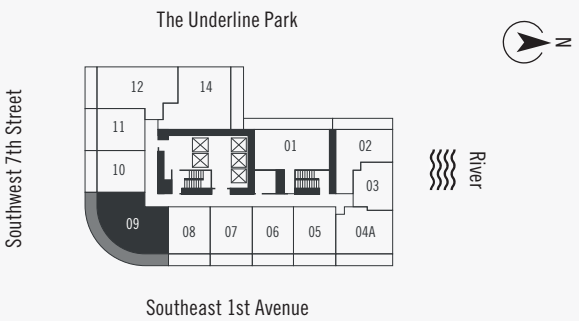 The Underline Park
N
Southwest 7th Street
12
14
11
01
02
10
03
River
09
08
07
06
05
04A
Southeast 1st Avenue